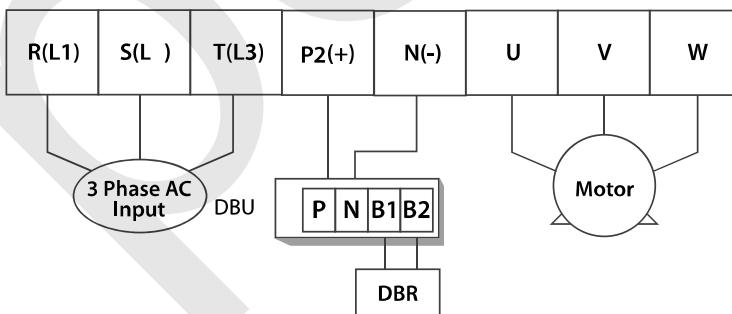 R(L1) S(L ) T(L3) P2(+) N(-) U V W
3 Phase AC
Input
DBU
P N B1 B2
Motor
DBR